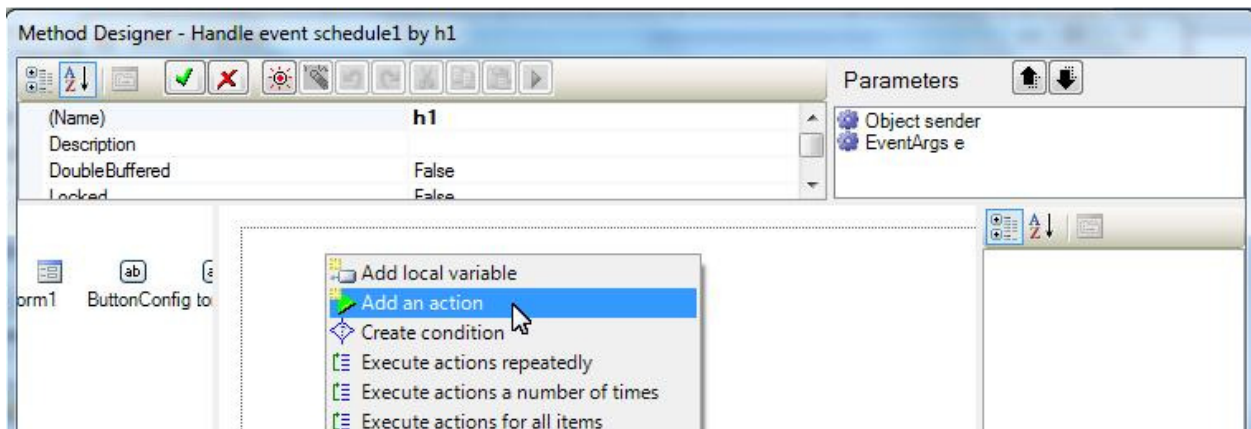 Method Designer - Handle event schedule1 by h1
Parameters
(Name) h1
Description
DoubleBuffered False
Locked False
Object sender
EventArgs e
orm1 ButtonConfig to
Add local variable
Add an action
Create condition
Execute actions repeatedly
Execute actions a number of times
Execute actions for all items